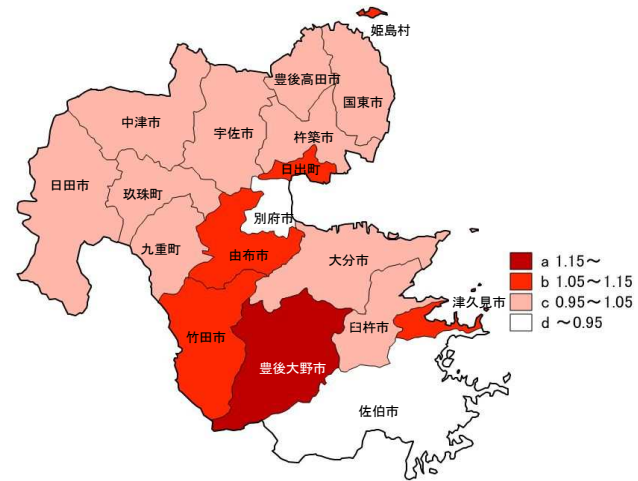 姫島村
豊後高田市
国東市
中津市
宇佐市
杵築市
日出町
日田市
玖珠町
別府市
九重町
由布市
大分市
津久見市
臼杵市
竹田市
豊後大野市
佐伯市
a 1.15～
b 1.05～1.15
c 0.95～1.05
d ～0.95